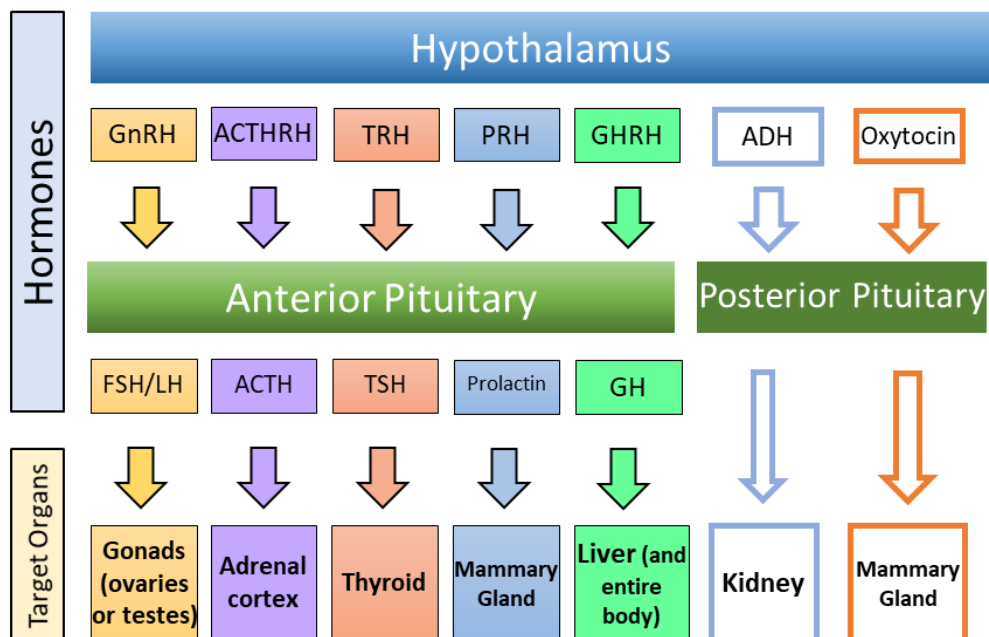 Hormones
Hypothalamus
GnRH
ACTHRH
TRH
PRH
GHRH
ADH
Oxytocin
Anterior Pituitary
Posterior Pituitary
FSH/LH
ACTH
TSH
Prolactin
GH
Target Organs
Gonads
(ovaries
or testes)
Adrenal
cortex
Thyroid
Mammary
Gland
Liver (and
entire
body)
Kidney
Mammary
Gland